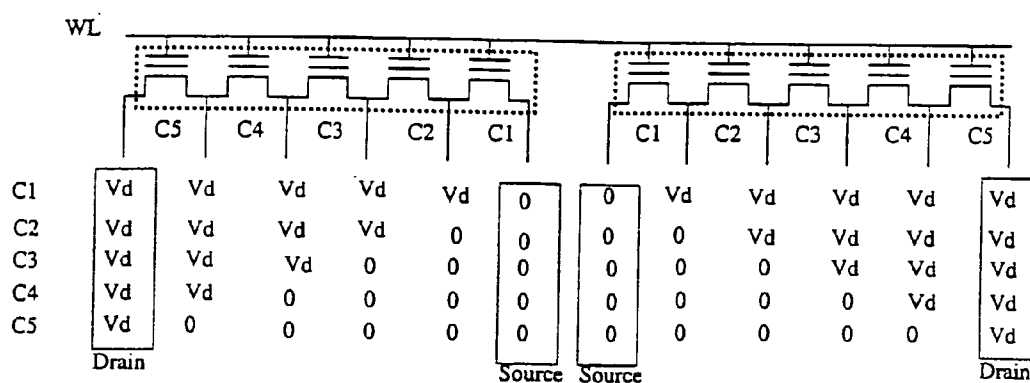 WL
C5 C4 C3 C2 C1 C1 C2 C3 C4 C5
C1 Vd Vd Vd Vd Vd 0 0 Vd Vd Vd Vd Vd
C2 Vd Vd Vd Vd 0 0 0 0 Vd Vd Vd Vd
C3 Vd Vd Vd 0 0 0 0 0 0 Vd Vd Vd
C4 Vd Vd 0 0 0 0 0 0 0 0 Vd Vd
C5 Vd 0 0 0 0 0 0 0 0 0 0 Vd
Drain Source Source Drain